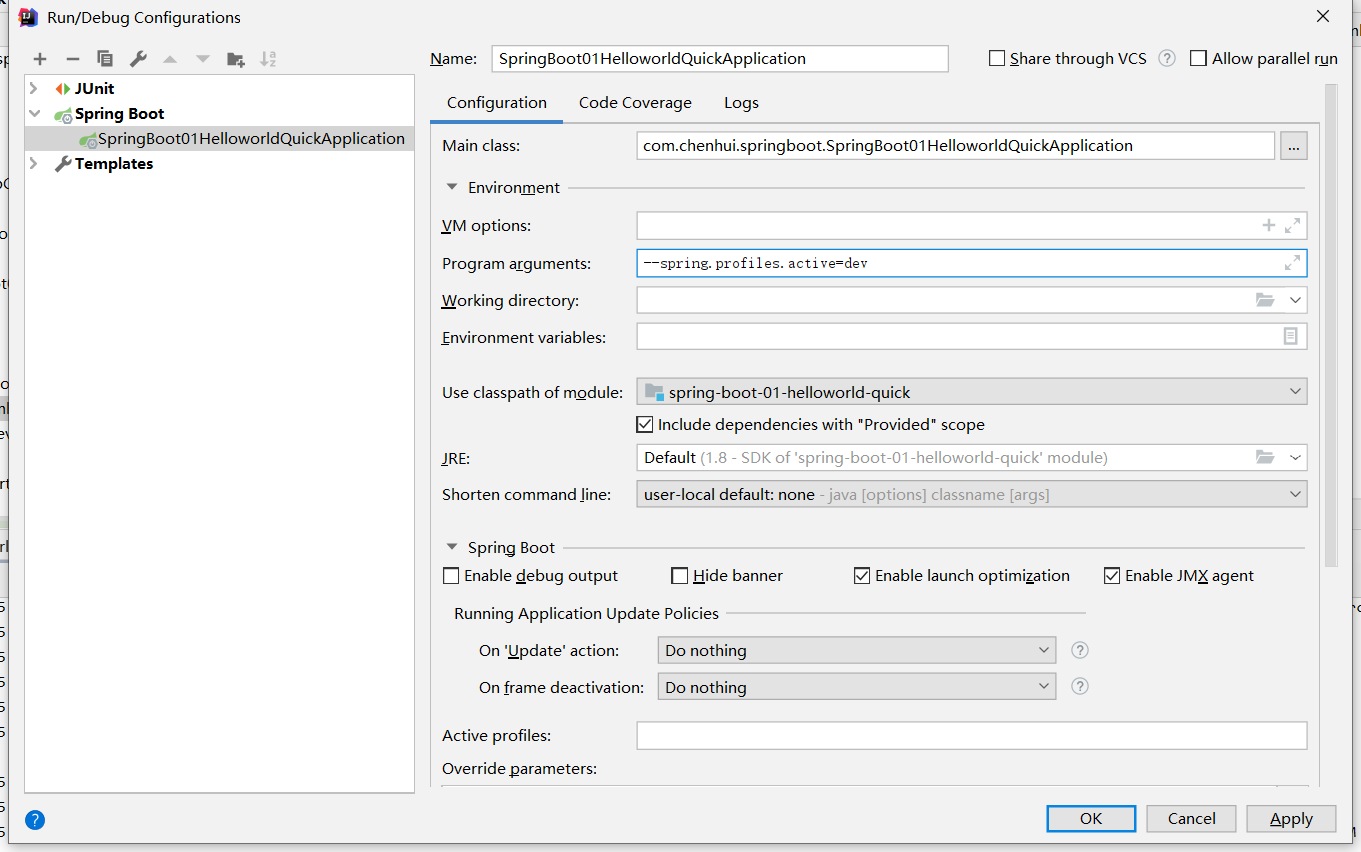 Run/Debug Configurations
Name: SpringBoot01HelloworldQuickApplication Share through VCS ? Allow parallel run
JUnit
Spring Boot
SpringBoot01HelloworldQuickApplication
Templates
Configuration Code Coverage Logs
Main class: com.chenhui.springboot.SpringBoot01HelloworldQuickApplication ...
Environment
VM options:
Program arguments: --spring.profiles.active=dev
Working directory:
Environment variables:
Use classpath of module: spring-boot-01-helloworld-quick
Include dependencies with "Provided" scope
JRE: Default (1.8 - SDK of 'spring-boot-01-helloworld-quick' module)
Shorten command line: user-local default: none - java [options] classname [args]
Spring Boot
Enable debug output Hide banner Enable launch optimization Enable JMX agent
Running Application Update Policies
On 'Update' action: Do nothing ?
On frame deactivation: Do nothing ?
Active profiles:
Override parameters:
? OK Cancel Apply